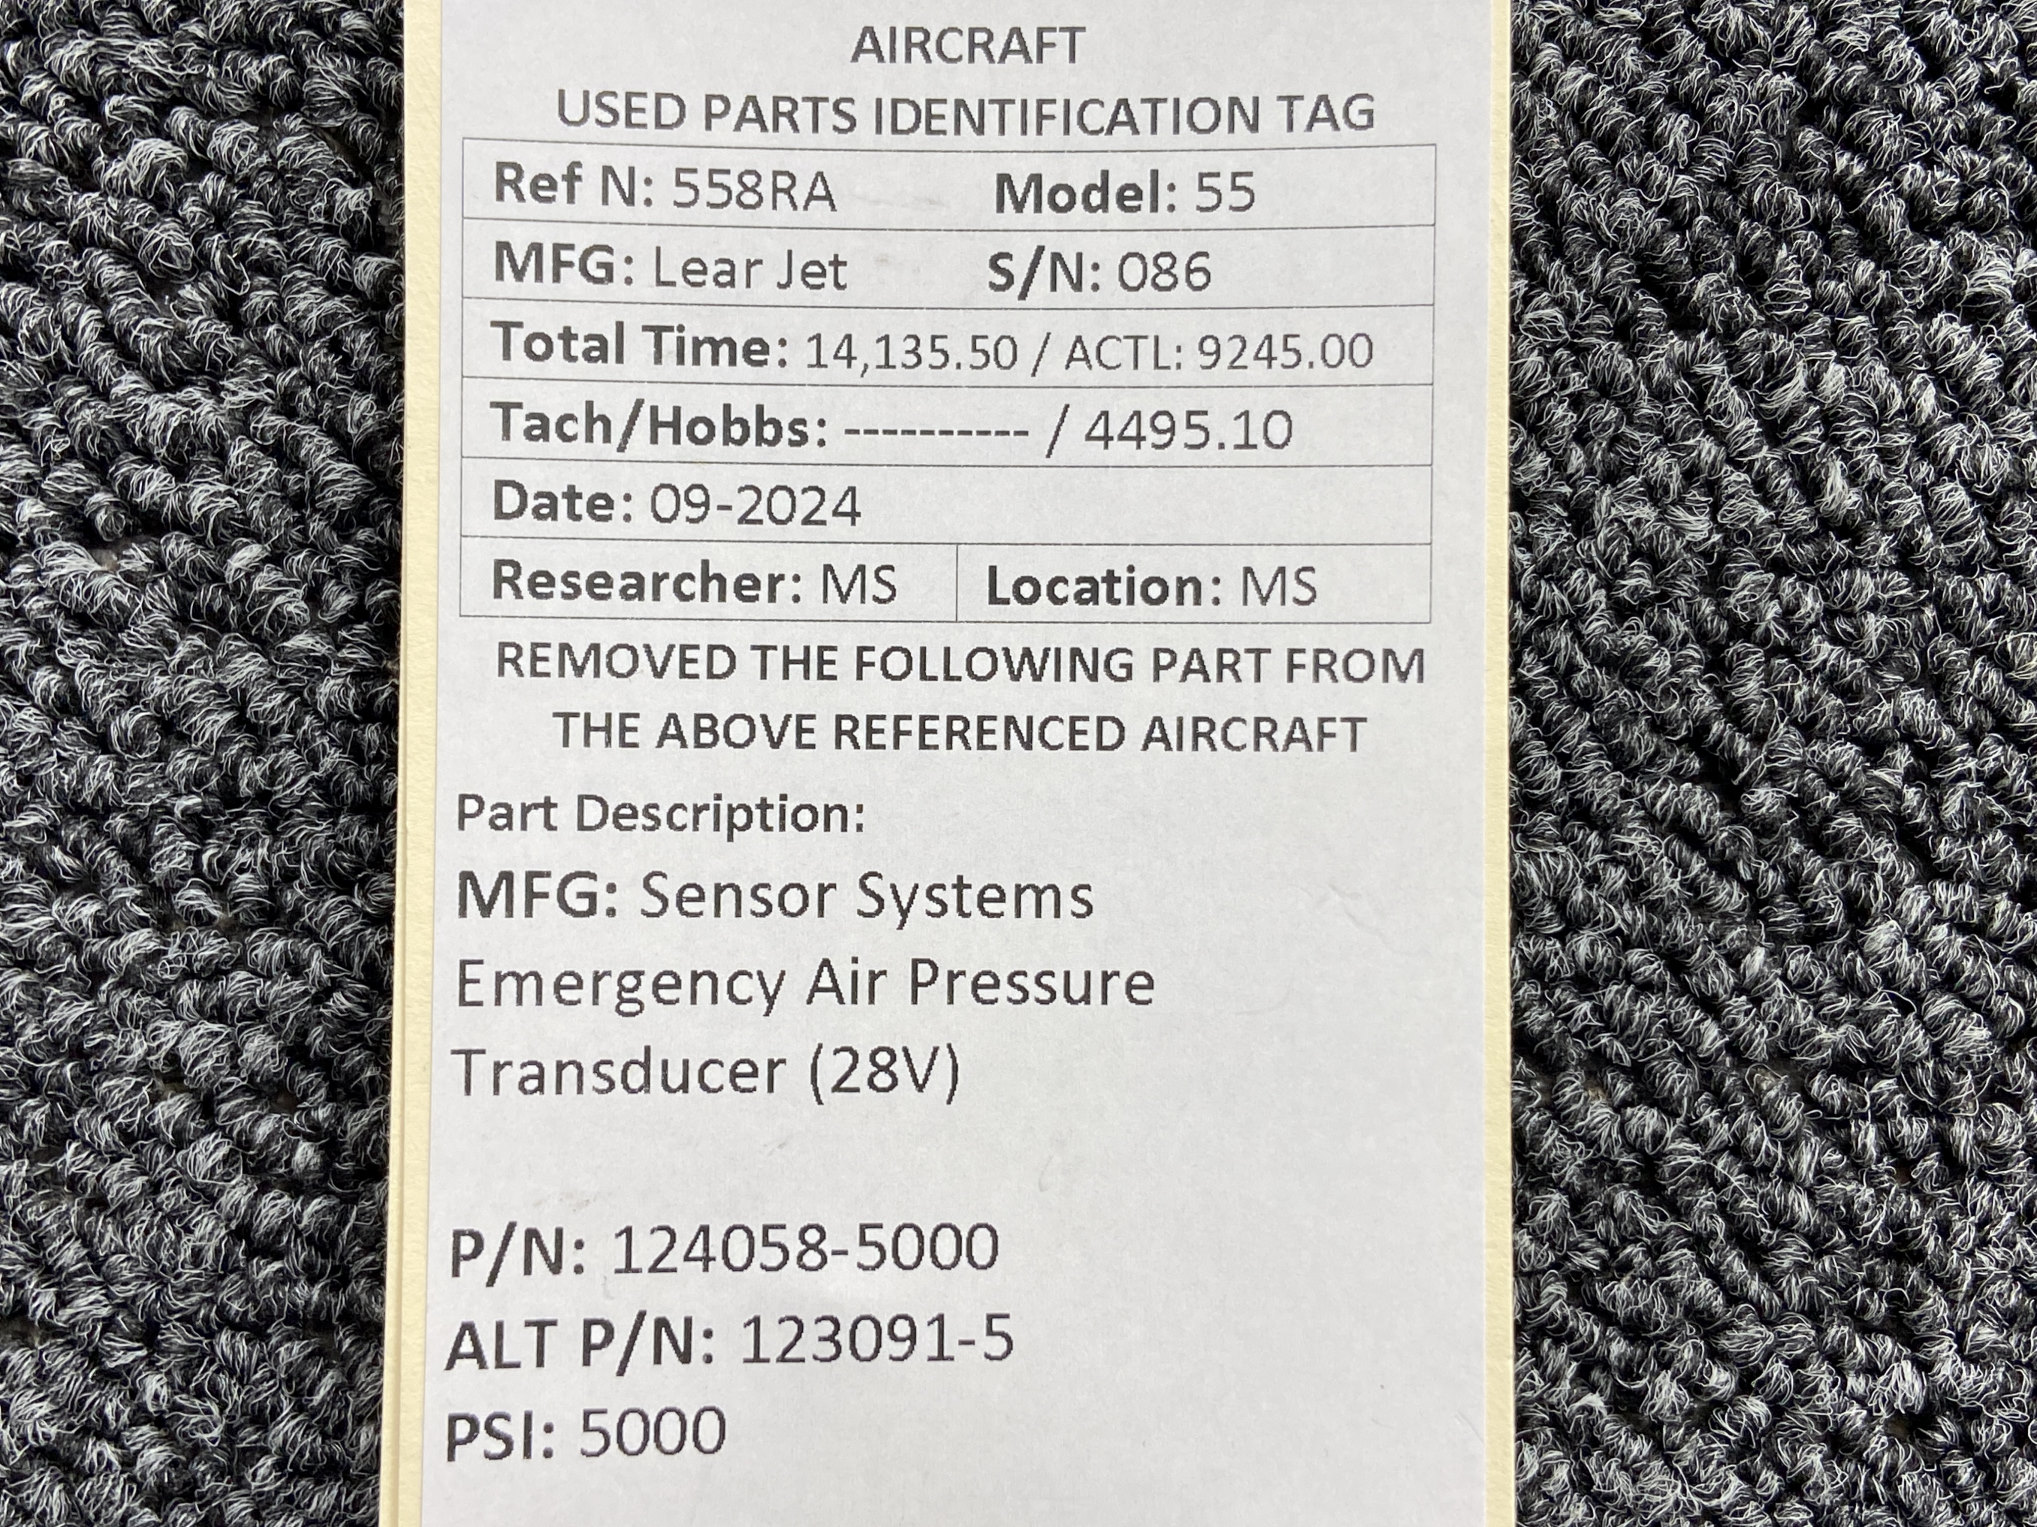 AIRCRAFT
USED PARTS IDENTIFICATION TAG
Ref N: 558RA Model: 55
MFG: Lear Jet S/N: 086
Total Time: 14,135.50 / ACTL: 9245.00
Tach/Hobbs: ---------- / 4495.10
Date: 09-2024
Researcher: MS Location: MS
REMOVED THE FOLLOWING PART FROM
THE ABOVE REFERENCED AIRCRAFT
Part Description:
MFG: Sensor Systems
Emergency Air Pressure
Transducer (28V)
P/N: 124058-5000
ALT P/N: 123091-5
PSI: 5000